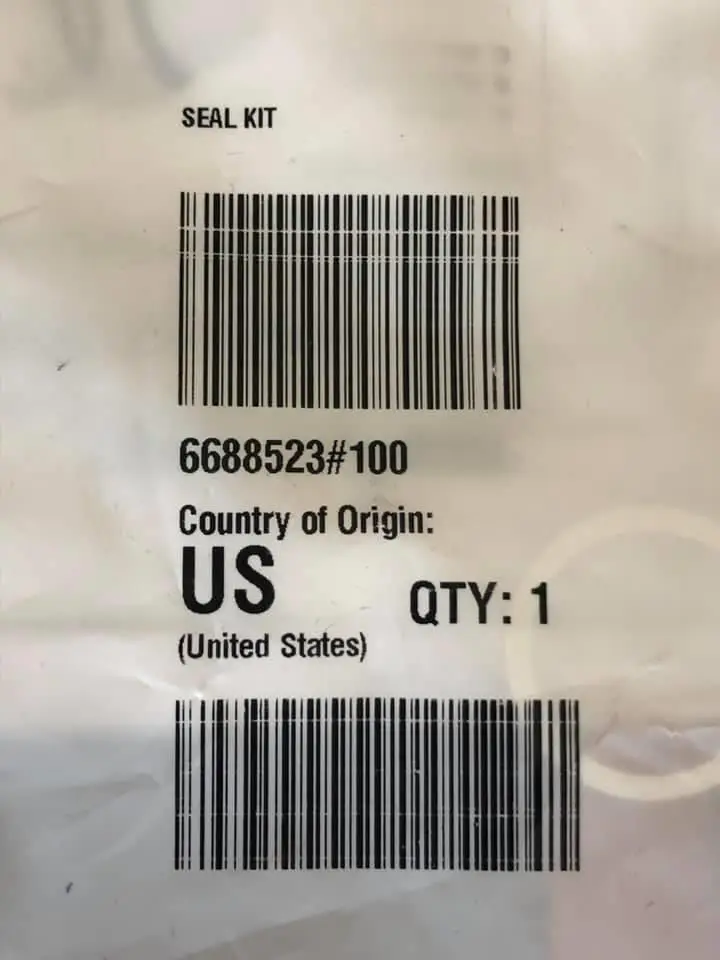 SEAL KIT
6688523#100
Country of Origin:
US
QTY: 1
(United States)